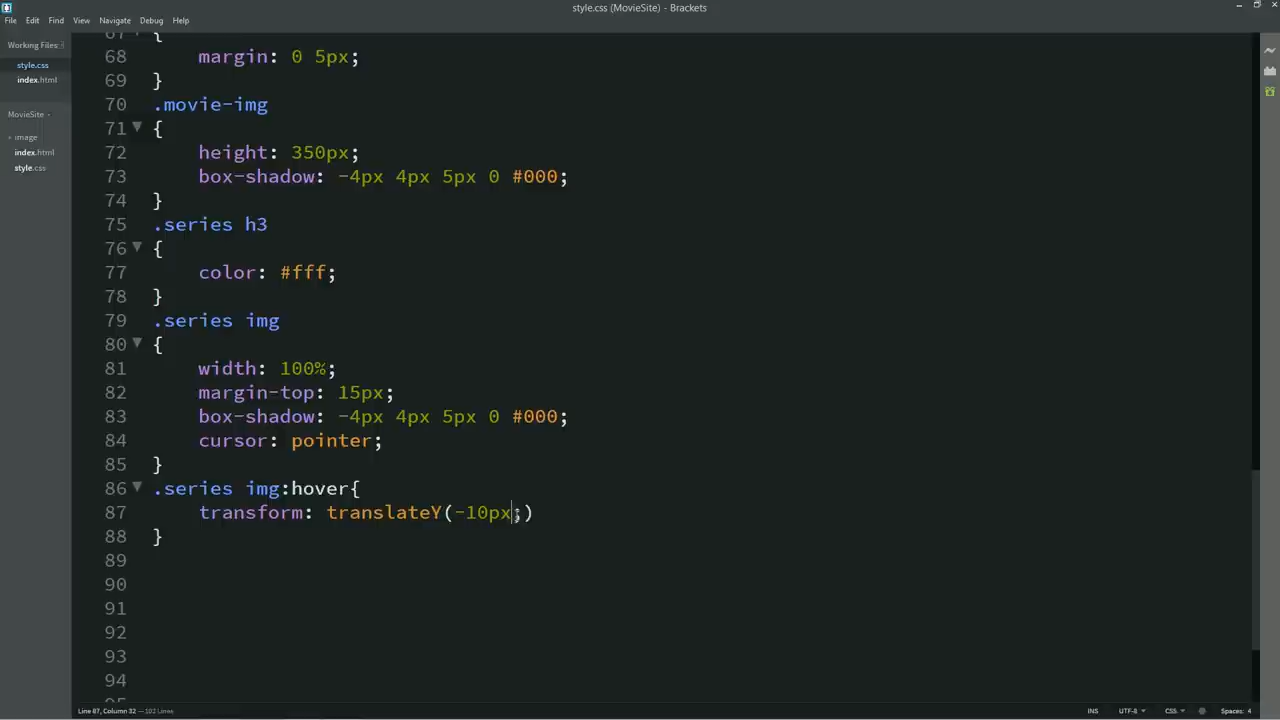 style.css (MovieSite) - Brackets
File Edit Find View Navigate Debug Help
Working Files
style.css
index.html
MovieSite
image
index.html
style.css
67 {
68 margin: 0 5px;
69 }
70 .movie-img
71 {
72 height: 350px;
73 box-shadow: -4px 4px 5px 0 #000;
74 }
75 .series h3
76 {
77 color: #fff;
78 }
79 .series img
80 {
81 width: 100%;
82 margin-top: 15px;
83 box-shadow: -4px 4px 5px 0 #000;
84 cursor: pointer;
85 }
86 .series img:hover{
87 transform: translateY(-10px;)
88 }
89
90
91
92
93
94
Line 87, Column 32 — 102 Lines
INS UTF-8 CSS Spaces: 4